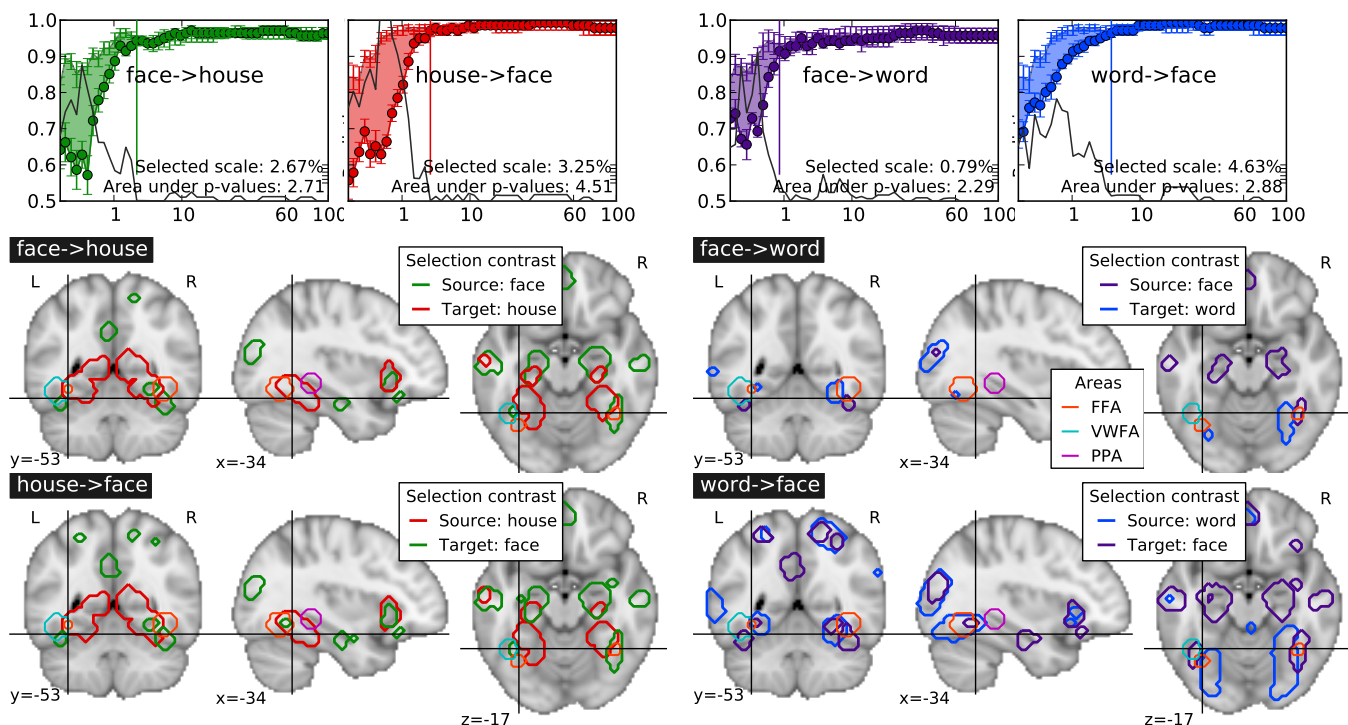 1.0
0.9
0.8
0.7
0.6
0.5
face->house
Selected scale: 2.67%
Area under p-values: 2.71
1 10 60 100
house->face
Selected scale: 3.25%
Area under p-values: 4.51
1 10 60 100
1.0
0.9
0.8
0.7
0.6
0.5
face->word
Selected scale: 0.79%
Area under p-values: 2.29
1 10 60 100
word->face
Selected scale: 4.63%
Area under p-values: 2.88
1 10 60 100
face->house
L R
y=-53
x=-34
R
Selection contrast
Source: face
Target: house
face->word
L R
y=-53
x=-34
R
Selection contrast
Source: face
Target: word
Areas
FFA
VWFA
PPA
house->face
L R
y=-53
x=-34
R
z=-17
Selection contrast
Source: house
Target: face
word->face
L R
y=-53
x=-34
R
z=-17
Selection contrast
Source: word
Target: face